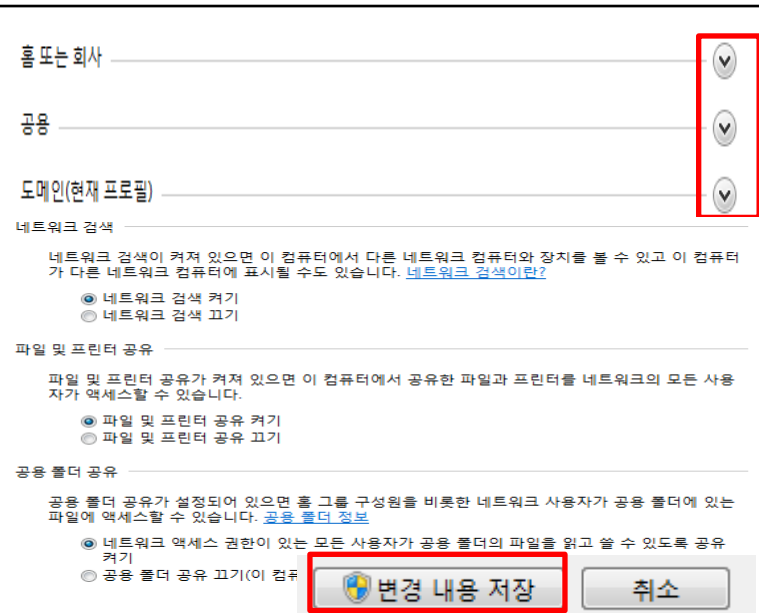 홈 또는 회사
공용
도메인(현재 프로필)
네트워크 검색
네트워크 검색이 켜져 있으면 이 컴퓨터에서 다른 네트워크 컴퓨터와 장치를 볼 수 있고 이 컴퓨터
가 다른 네트워크 컴퓨터에 표시될 수도 있습니다. 네트워크 검색이란?
네트워크 검색 켜기
네트워크 검색 끄기
파일 및 프린터 공유
파일 및 프린터 공유가 켜져 있으면 이 컴퓨터에서 공유한 파일과 프린터를 네트워크의 모든 사용
자가 액세스할 수 있습니다.
파일 및 프린터 공유 켜기
파일 및 프린터 공유 끄기
공용 폴더 공유
공용 폴더 공유가 설정되어 있으면 홈 그룹 구성원을 비롯한 네트워크 사용자가 공용 폴더에 있는
파일에 액세스할 수 있습니다. 공용 폴더 정보
네트워크 액세스 권한이 있는 모든 사용자가 공용 폴더의 파일을 읽고 쓸 수 있도록 공유
켜기
공용 폴더 공유 끄기(이 컴퓨
변경 내용 저장
취소